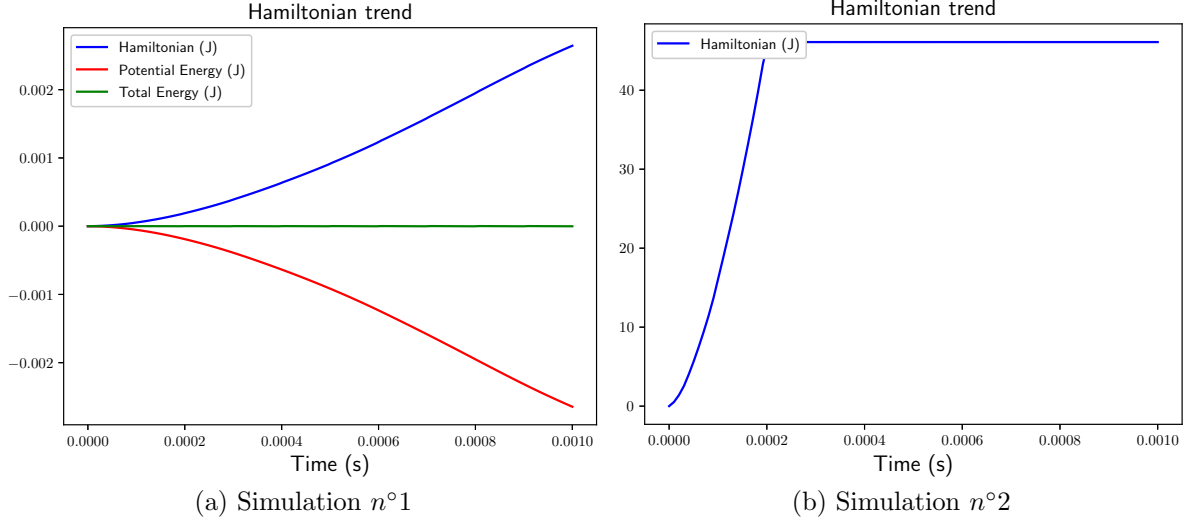 Hamiltonian trend
Hamiltonian (J)
Potential Energy (J)
Total Energy (J)
0.002
0.001
0.000
−0.001
−0.002
0.0000 0.0002 0.0004 0.0006 0.0008 0.0010
Time (s)
(a) Simulation n°1
Hamiltonian trend
Hamiltonian (J)
40
30
20
10
0
0.0000 0.0002 0.0004 0.0006 0.0008 0.0010
Time (s)
(b) Simulation n°2